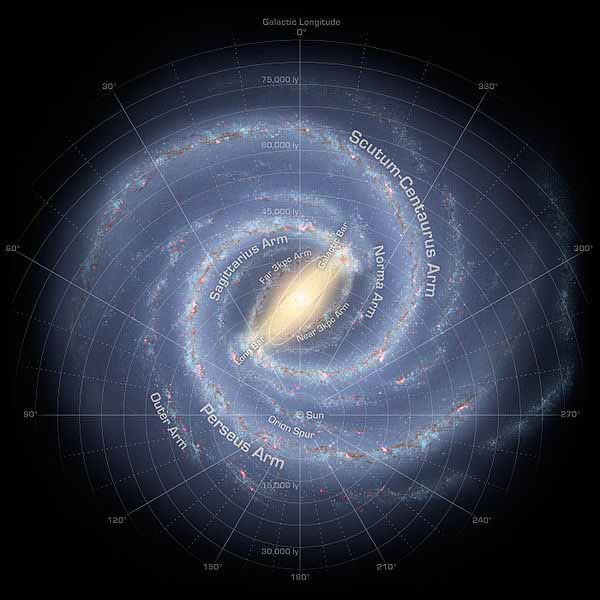 Galactic Longitude
0°
30°
330°
75,000 ly
60,000 ly
Scutum-Centaurus Arm
45,000 ly
60°
300°
Sagittarius Arm
Galactic Bar
Far 3kpc Arm
Norma Arm
Near 3kpc Arm
Long Bar
90°
Sun
270°
Outer Arm
Orion Spur
Perseus Arm
15,000 ly
120°
240°
30,000 ly
150°
210°
180°